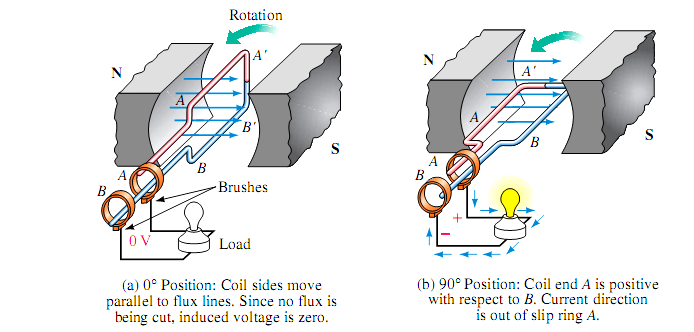 Rotation
N
A'
A
B'
S
B
A
B
Brushes
0 V
Load
(a) 0° Position: Coil sides move
parallel to flux lines. Since no flux is
being cut, induced voltage is zero.
N
A'
A
S
B
A
B
+
−
(b) 90° Position: Coil end A is positive
with respect to B. Current direction
is out of slip ring A.